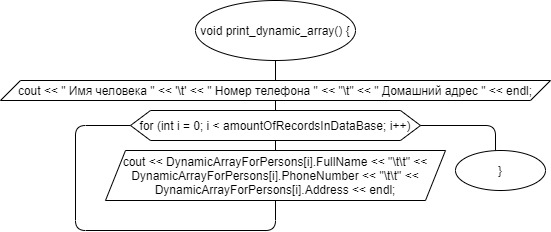 void print_dynamic_array() {
cout << " Имя человека " << '\t' << " Номер телефона " << "\t" << " Домашний адрес " << endl;
for (int i = 0; i < amountOfRecordsInDataBase; i++)
cout << DynamicArrayForPersons[i].FullName << "\t\t" <<
DynamicArrayForPersons[i].PhoneNumber << "\t\t" <<
DynamicArrayForPersons[i].Address << endl;
}